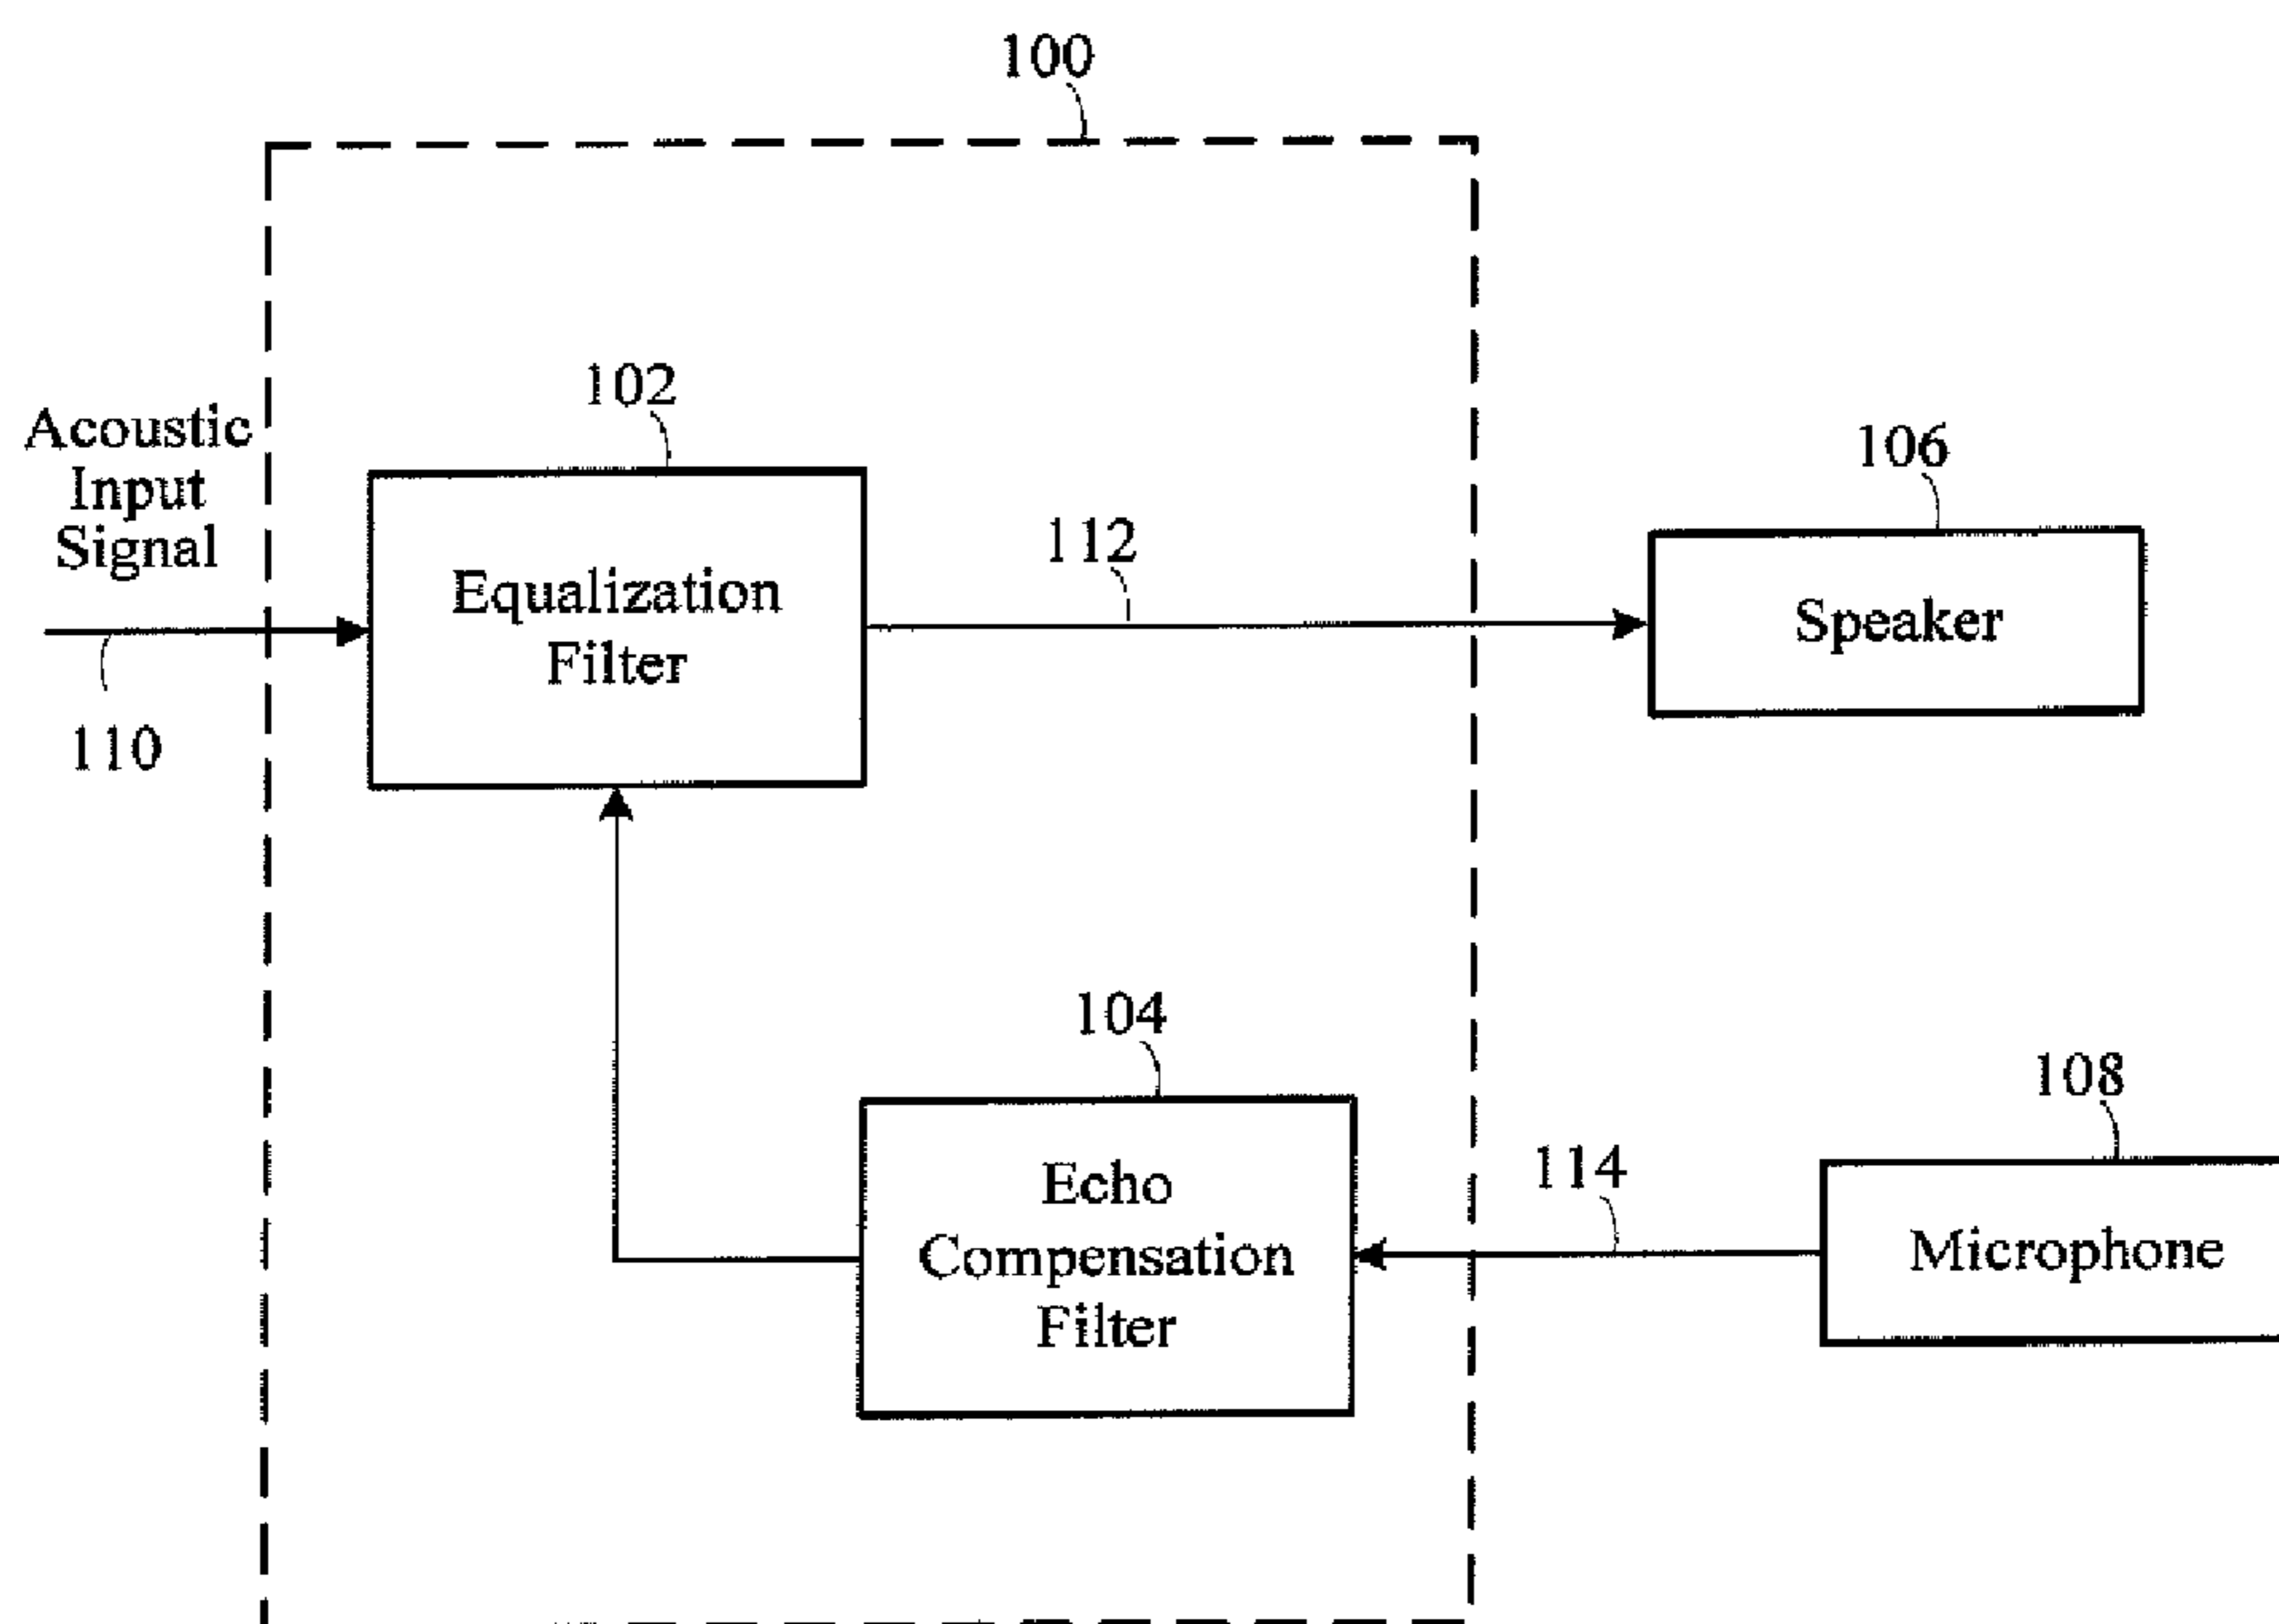 100
102
Acoustic
Input
Signal
106
112
Equalization
Filter
Speaker
110
104
108
114
Echo
Compensation
Filter
Microphone